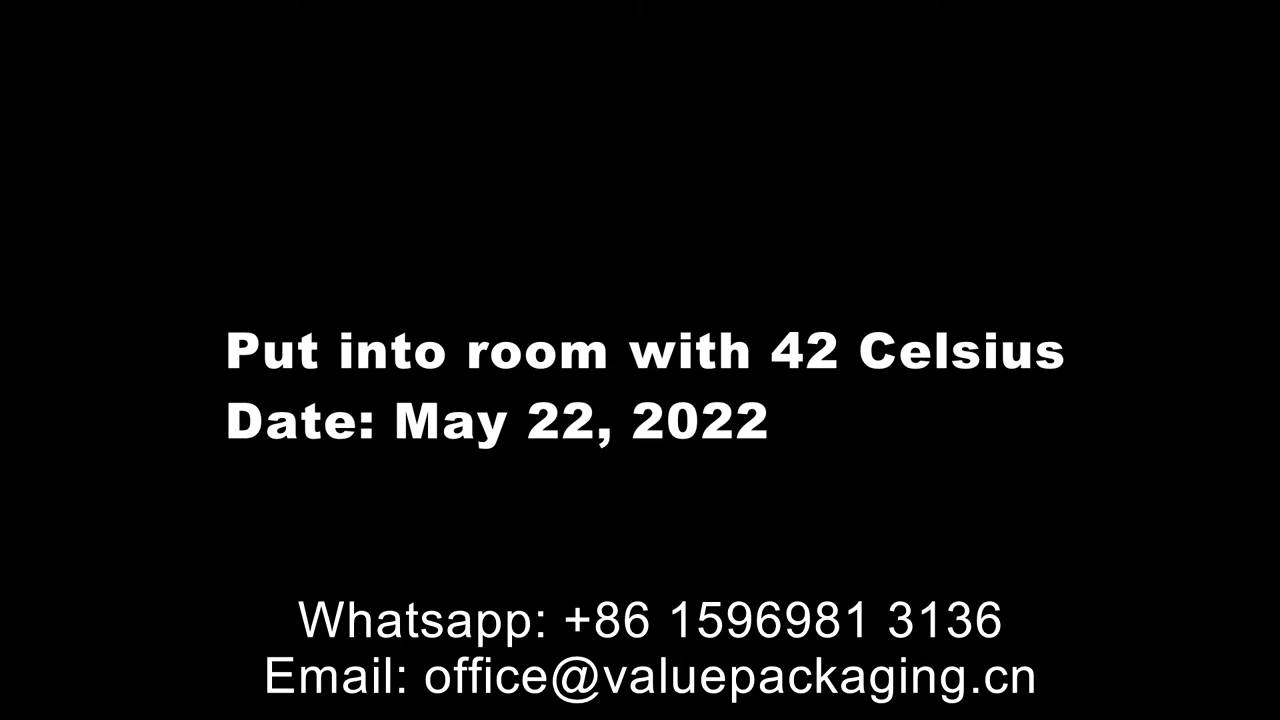 Put into room with 42 Celsius
Date: May 22, 2022
Whatsapp: +86 1596981 3136
Email: office@valuepackaging.cn